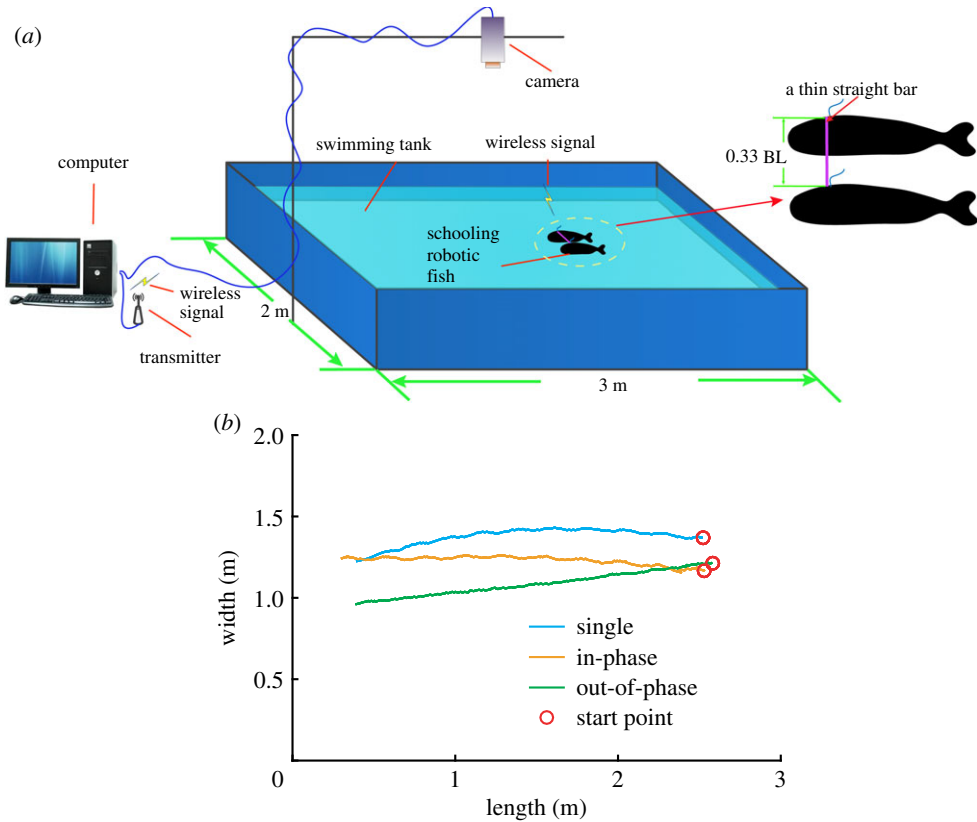 (a)
camera
a thin straight bar
swimming tank
wireless signal
computer
0.33 BL
schooling
robotic
fish
wireless
signal
2 m
transmitter
3 m
(b)
2.0
1.5
1.0
0.5
width (m)
single
in-phase
out-of-phase
start point
0
1
2
3
length (m)